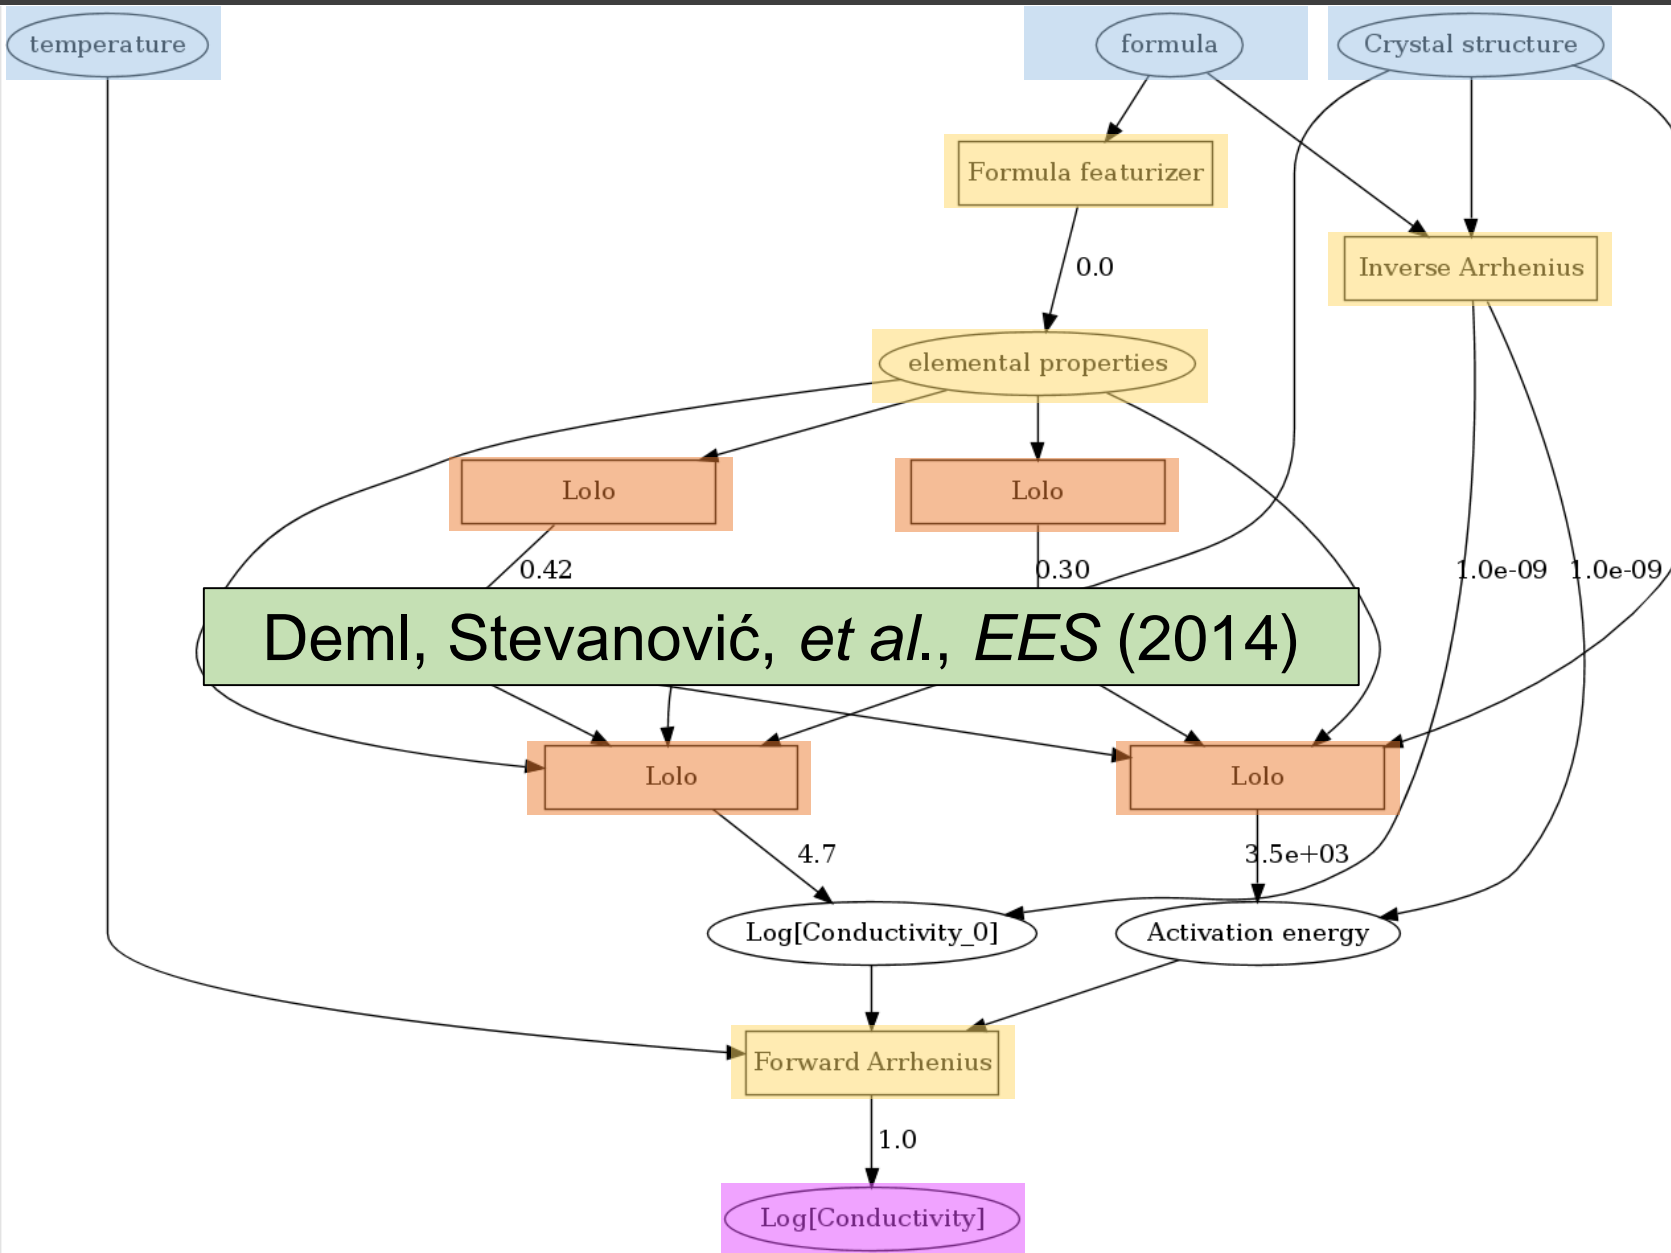 temperature
formula
Crystal structure
Formula featurizer
0.0
Inverse Arrhenius
elemental properties
Lolo
Lolo
0.42
0.30
1.0e-09
1.0e-09
Deml, Stevanović, et al., EES (2014)
Lolo
Lolo
4.7
3.5e+03
Log[Conductivity_0]
Activation energy
Forward Arrhenius
1.0
Log[Conductivity]